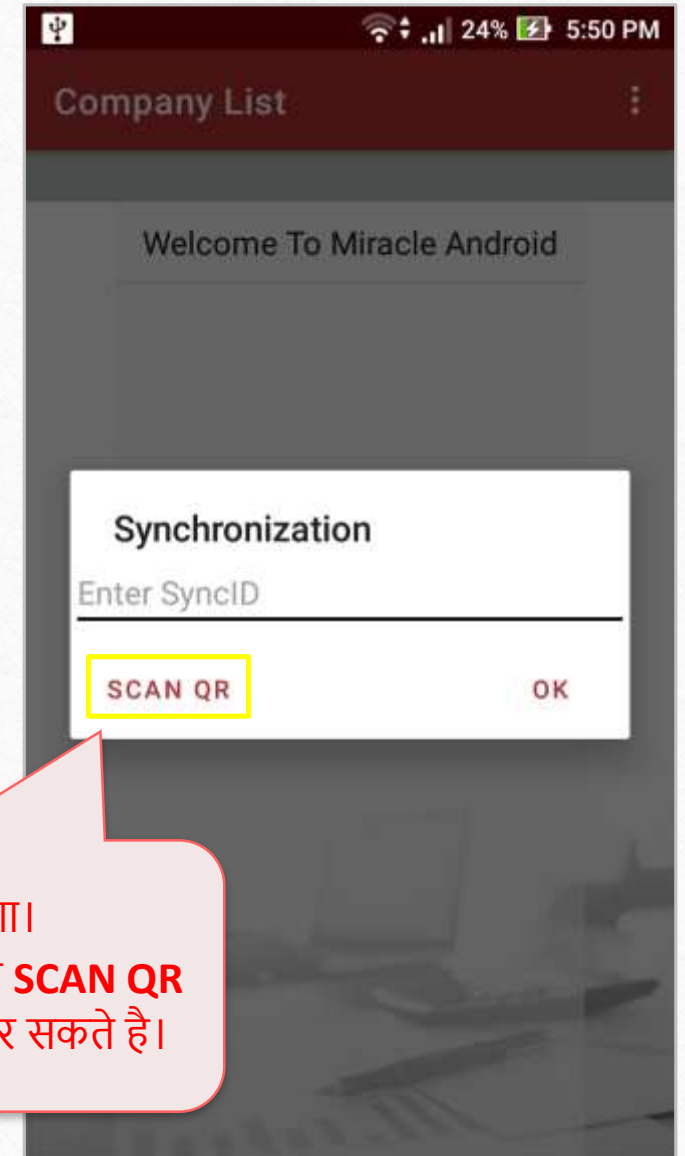 24% 5:50 PM
Company List
Welcome To Miracle Android
Synchronization
Enter SyncID
SCAN QR OK
SCAN QR
सकते है।